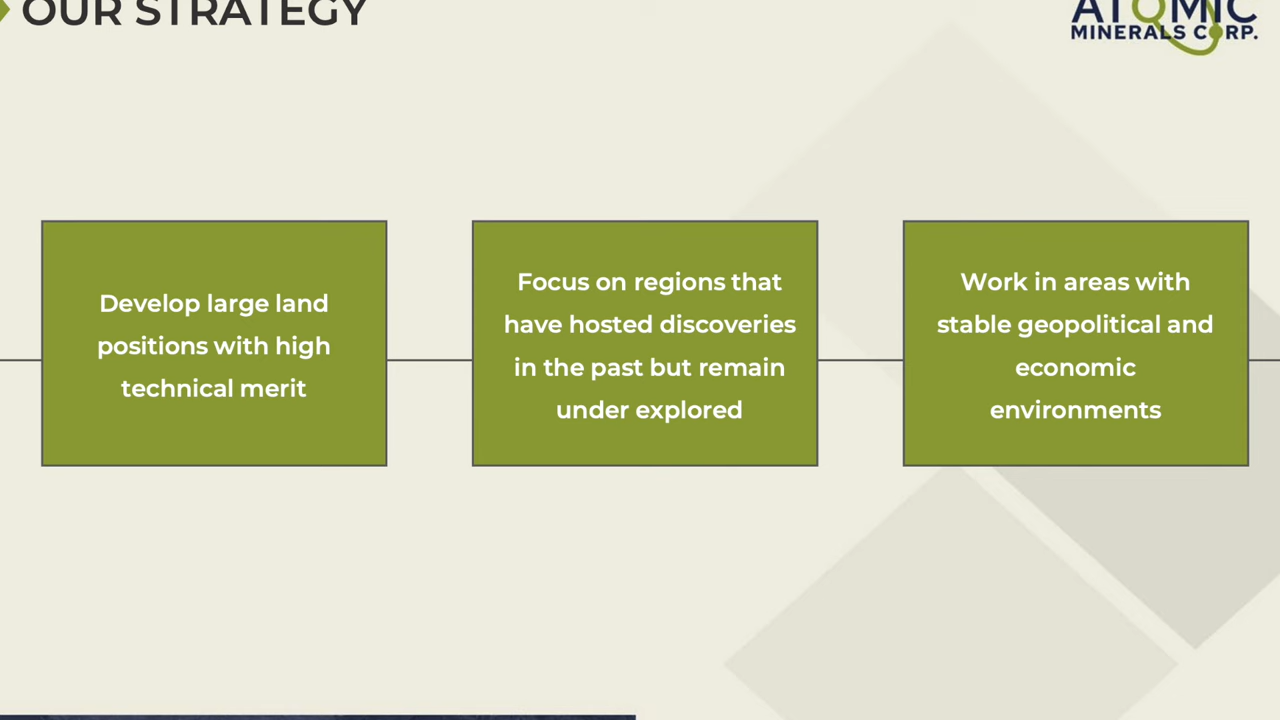 OUR STRATEGY
ATOMIC
MINERALS CORP.
Develop large land
positions with high
technical merit
Focus on regions that
have hosted discoveries
in the past but remain
under explored
Work in areas with
stable geopolitical and
economic
environments